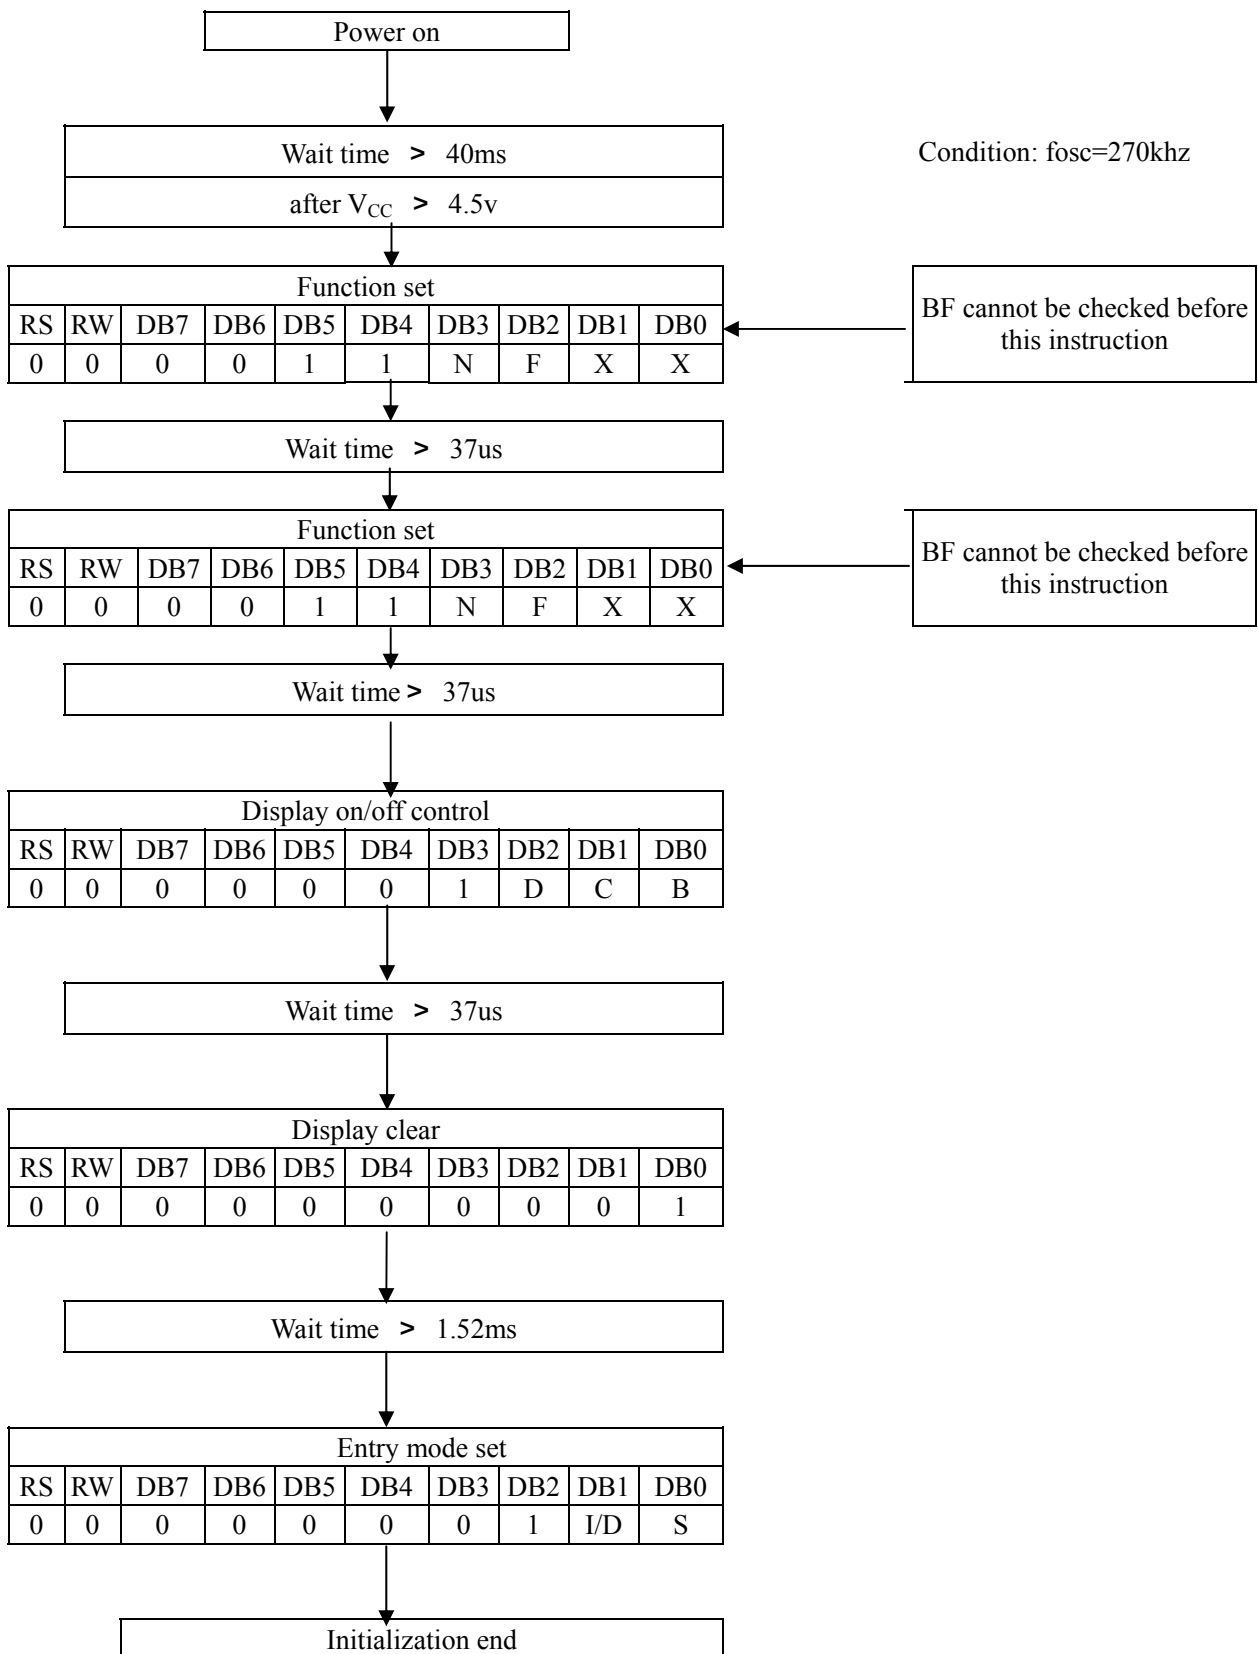 Power on
Wait time > 40ms
Condition: fosc=270khz
after VCC > 4.5v
Function set
RS RW DB7 DB6 DB5 DB4 DB3 DB2 DB1 DB0
0 0 0 0 1 1 N F X X
BF cannot be checked before
this instruction
Wait time > 37us
Function set
RS RW DB7 DB6 DB5 DB4 DB3 DB2 DB1 DB0
0 0 0 0 1 1 N F X X
BF cannot be checked before
this instruction
Wait time > 37us
Display on/off control
RS RW DB7 DB6 DB5 DB4 DB3 DB2 DB1 DB0
0 0 0 0 0 0 1 D C B
Wait time > 37us
Display clear
RS RW DB7 DB6 DB5 DB4 DB3 DB2 DB1 DB0
0 0 0 0 0 0 0 0 0 1
Wait time > 1.52ms
Entry mode set
RS RW DB7 DB6 DB5 DB4 DB3 DB2 DB1 DB0
0 0 0 0 0 0 0 1 I/D S
Initialization end